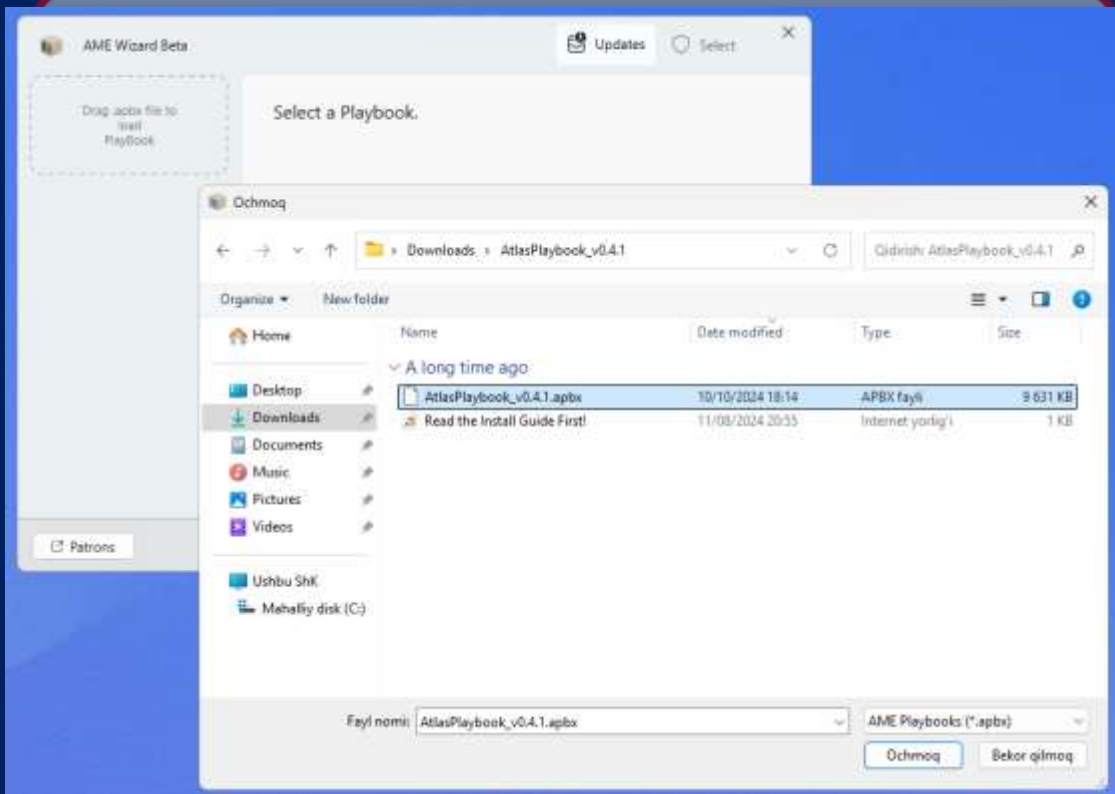 AME Wizard Beta
Updates
Select
Drag .apbx file to
load
PlayBook
Select a Playbook.
Ochmoq
Downloads › AtlasPlaybook_v0.4.1
Qidirish: AtlasPlaybook_v0.4.1
Organize
New folder
Home
Desktop
Downloads
Documents
Music
Pictures
Videos
Ushbu ShK
Mahalliy disk (C:)
Name Date modified Type Size
A long time ago
AtlasPlaybook_v0.4.1.apbx 10/10/2024 18:14 APBX fayli 9 631 KB
Read the Install Guide First! 11/08/2024 20:55 Internet yorlig'i 1 KB
Patrons
Fayl nomi: AtlasPlaybook_v0.4.1.apbx
AME Playbooks (*.apbx)
Ochmoq
Bekor qilmoq